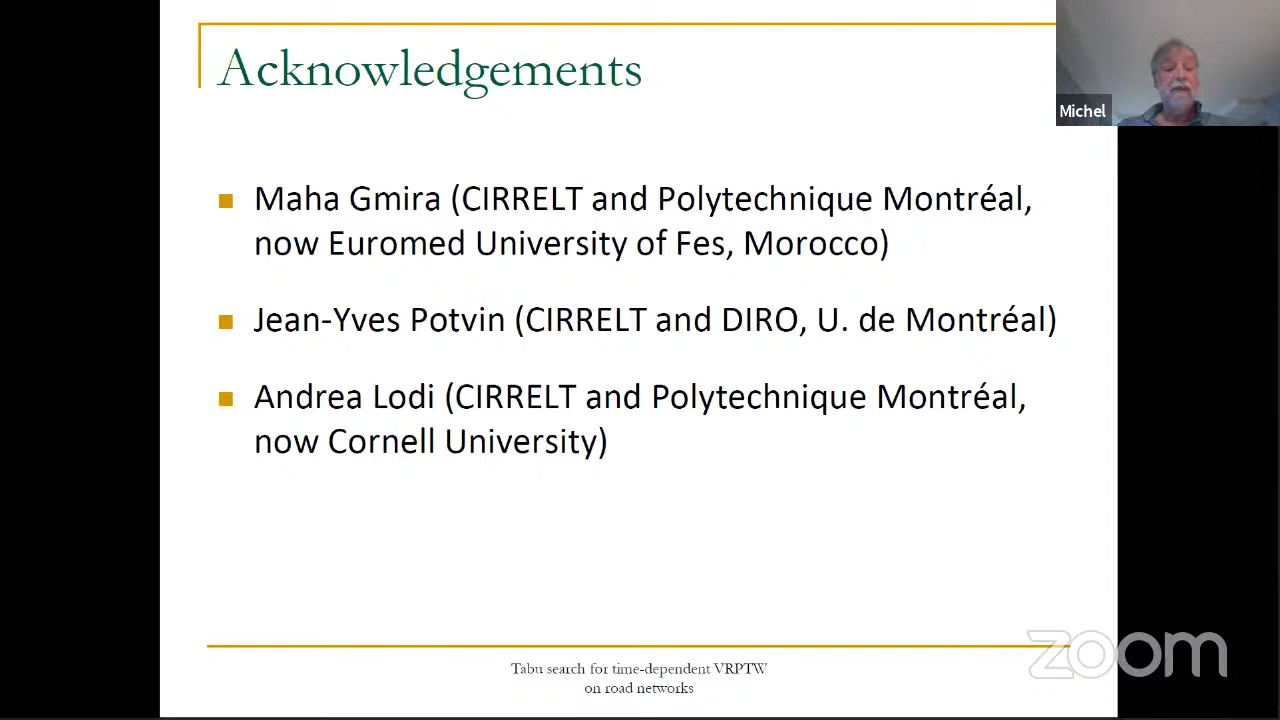 Acknowledgements
Michel
Maha Gmira (CIRRELT and Polytechnique Montréal,
now Euromed University of Fes, Morocco)
Jean-Yves Potvin (CIRRELT and DIRO, U. de Montréal)
Andrea Lodi (CIRRELT and Polytechnique Montréal,
now Cornell University)
zoom
Tabu search for time-dependent VRPTW
on road networks